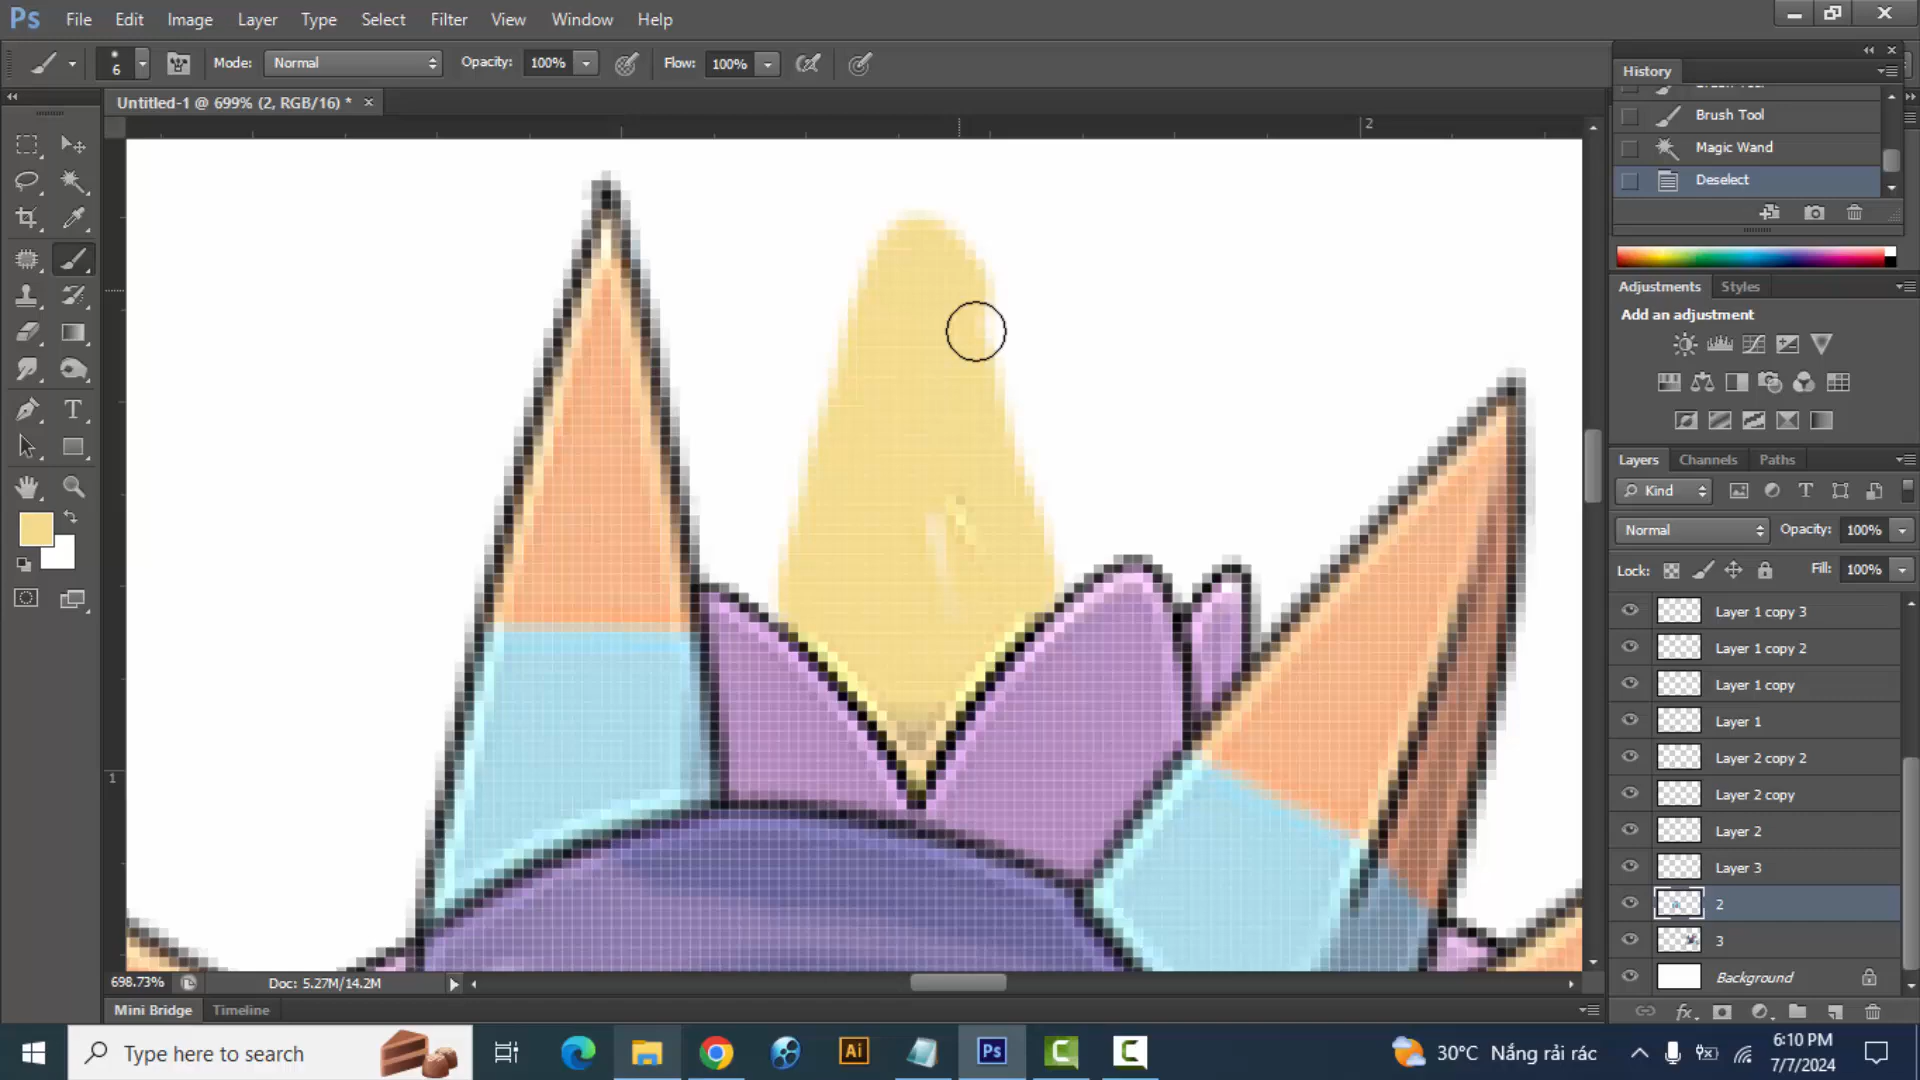 Ps File Edit Image Layer Type Select Filter View Window Help
6 Mode: Normal Opacity: 100% Flow: 100%
Untitled-1 @ 699% (2, RGB/16) * ×
2
1
History
Brush Tool
Magic Wand
Deselect
Adjustments Styles
Add an adjustment
Layers Channels Paths
Kind
Normal Opacity: 100%
Lock: Fill: 100%
Layer 1 copy 3
Layer 1 copy 2
Layer 1 copy
Layer 1
Layer 2 copy 2
Layer 2 copy
Layer 2
Layer 3
2
3
Background
698.73% Doc: 5.27M/14.2M
Mini Bridge Timeline
Type here to search
Ai Ps
30°C Nắng rải rác
6:10 PM
7/7/2024